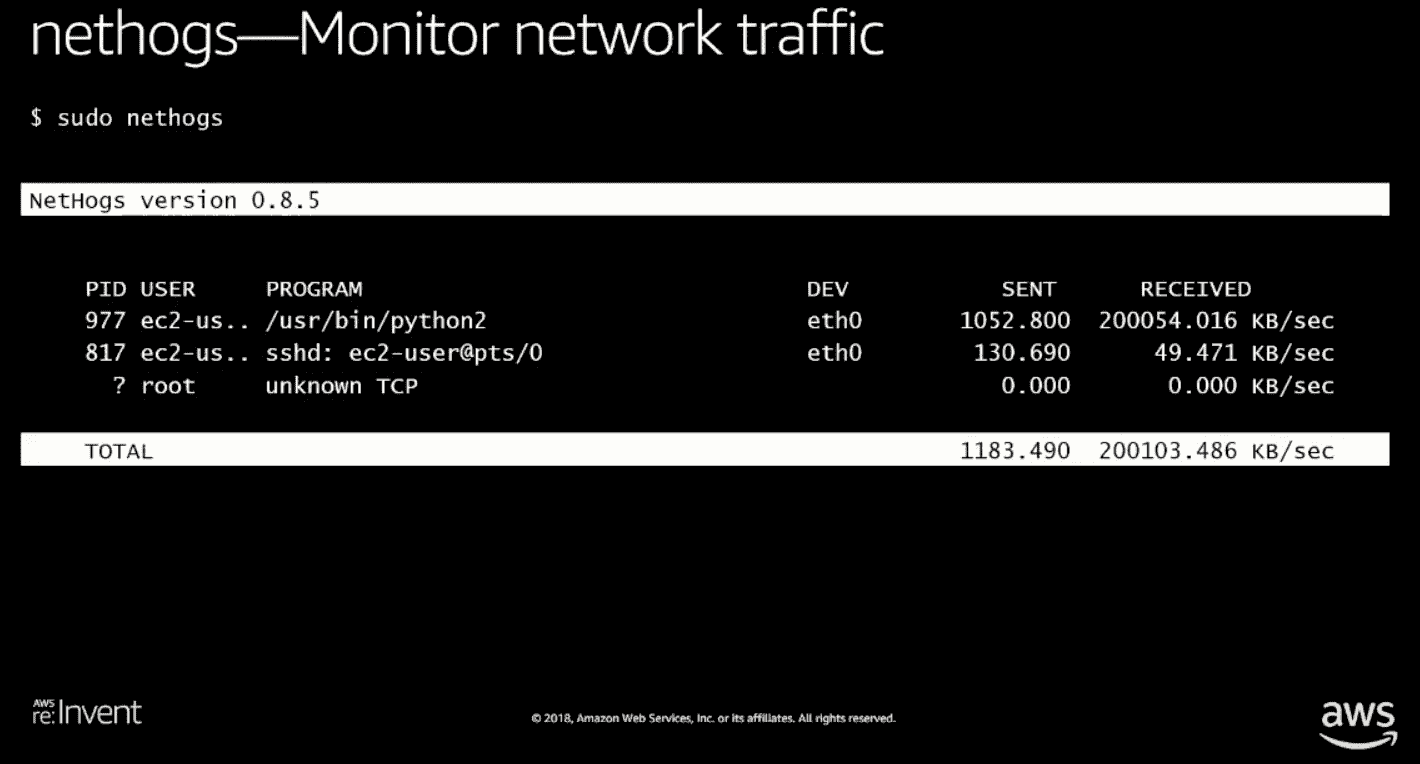 nethogs—Monitor network traffic
$ sudo nethogs
NetHogs version 0.8.5
PID USER PROGRAM DEV SENT RECEIVED
977 ec2-us.. /usr/bin/python2 eth0 1052.800 200054.016 KB/sec
817 ec2-us.. sshd: ec2-user@pts/0 eth0 130.690 49.471 KB/sec
? root unknown TCP 0.000 0.000 KB/sec
TOTAL 1183.490 200103.486 KB/sec
AWS
re:Invent
© 2018, Amazon Web Services, Inc. or its affiliates. All rights reserved.
aws